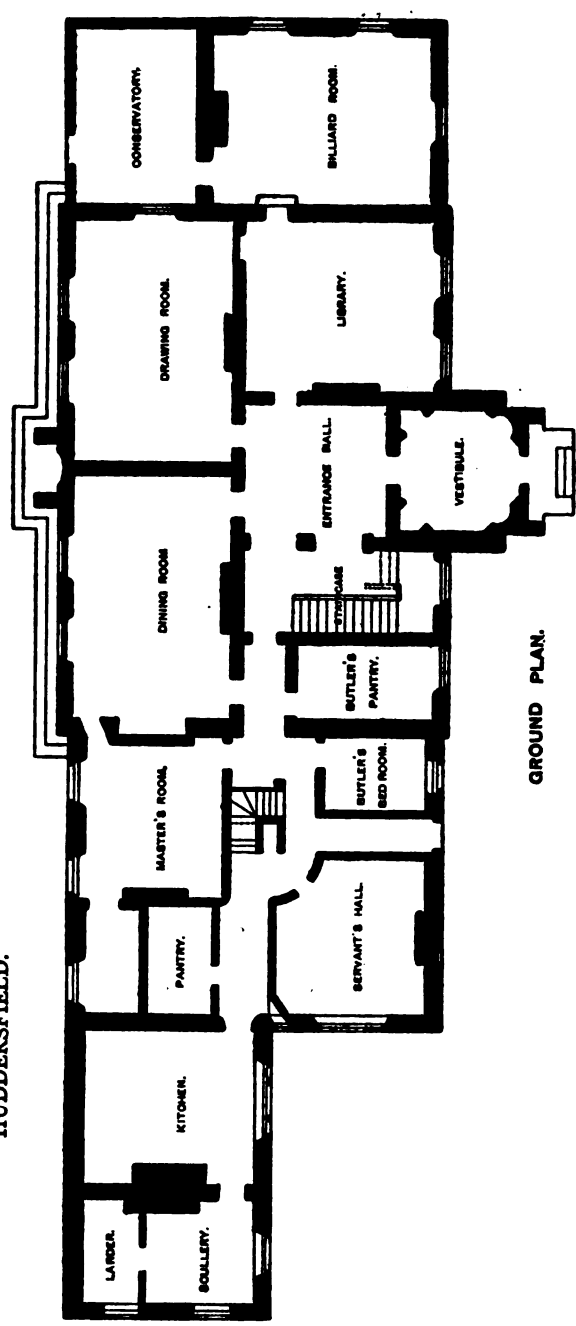 HUDDERSFIELD.
LARDER.
SCULLERY.
KITCHEN.
PANTRY.
SERVANT'S HALL.
MASTER'S ROOM.
BUTLER'S
BED ROOM.
BUTLER'S
PANTRY.
DINING ROOM
STAIRCASE
ENTRANCE HALL.
VESTIBULE.
DRAWING ROOM.
LIBRARY.
CONSERVATORY.
BILLIARD ROOM.
GROUND PLAN.